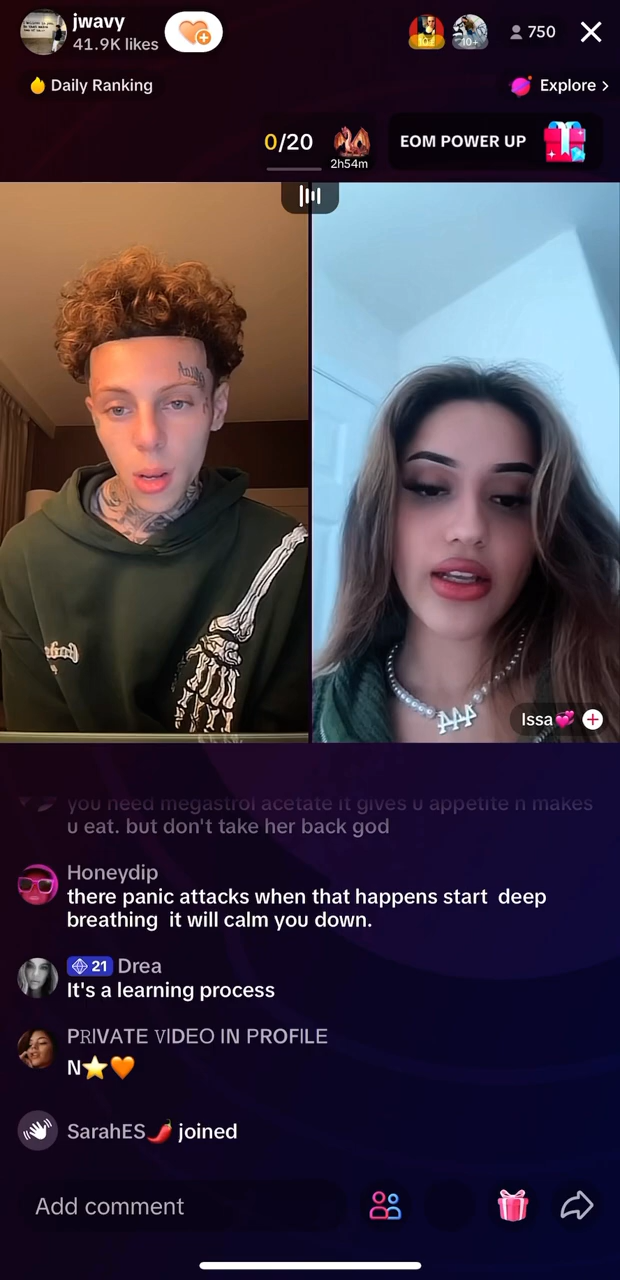 jwavy
41.9K likes
10+
10+
750
Daily Ranking
Explore >
0/20
2h54m
EOM POWER UP
AAA
Issa💕
you need megastrol acetate it gives u appetite n makes
u eat. but don't take her back god
Honeydip
there panic attacks when that happens start deep
breathing it will calm you down.
21 Drea
It's a learning process
PRIVATE VIDEO IN PROFILE
N⭐🧡
SarahES🌶️ joined
Add comment